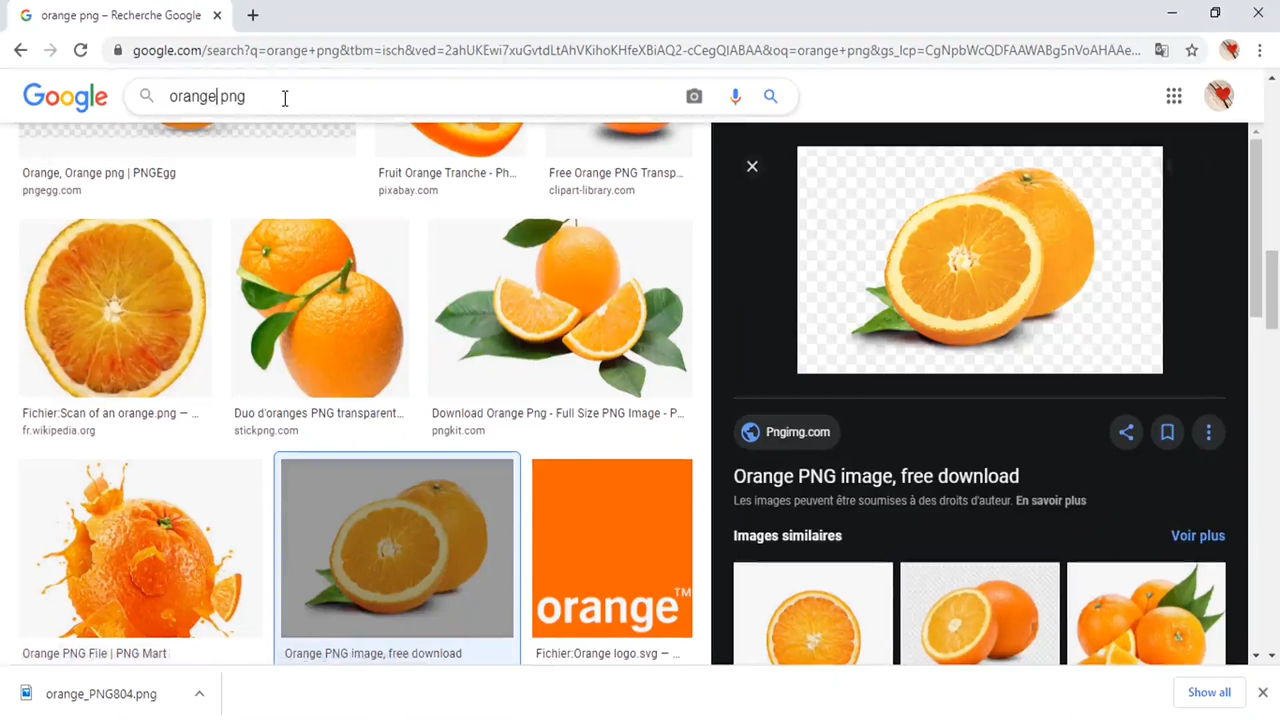 orange png – Recherche Google
google.com/search?q=orange+png&tbm=isch&ved=2ahUKEwi7xuGvtdLtAhVKihoKHfeXBiAQ2-cCegQIABAA&oq=orange+png&gs_lcp=CgNpbWcQDFAAWABg5nVoAHAAe...
Google
orange png
Orange, Orange png | PNGEgg
pngegg.com
Fruit Orange Tranche - Ph...
pixabay.com
Free Orange PNG Transp...
clipart-library.com
Fichier:Scan of an orange.png — ...
fr.wikipedia.org
Duo d'oranges PNG transparent...
stickpng.com
Download Orange Png - Full Size PNG Image - P...
pngkit.com
orange™
Orange PNG File | PNG Mart
Orange PNG image, free download
Fichier:Orange logo.svg — ...
Pngimg.com
Orange PNG image, free download
Les images peuvent être soumises à des droits d'auteur. En savoir plus
Images similaires
Voir plus
orange_PNG804.png
Show all